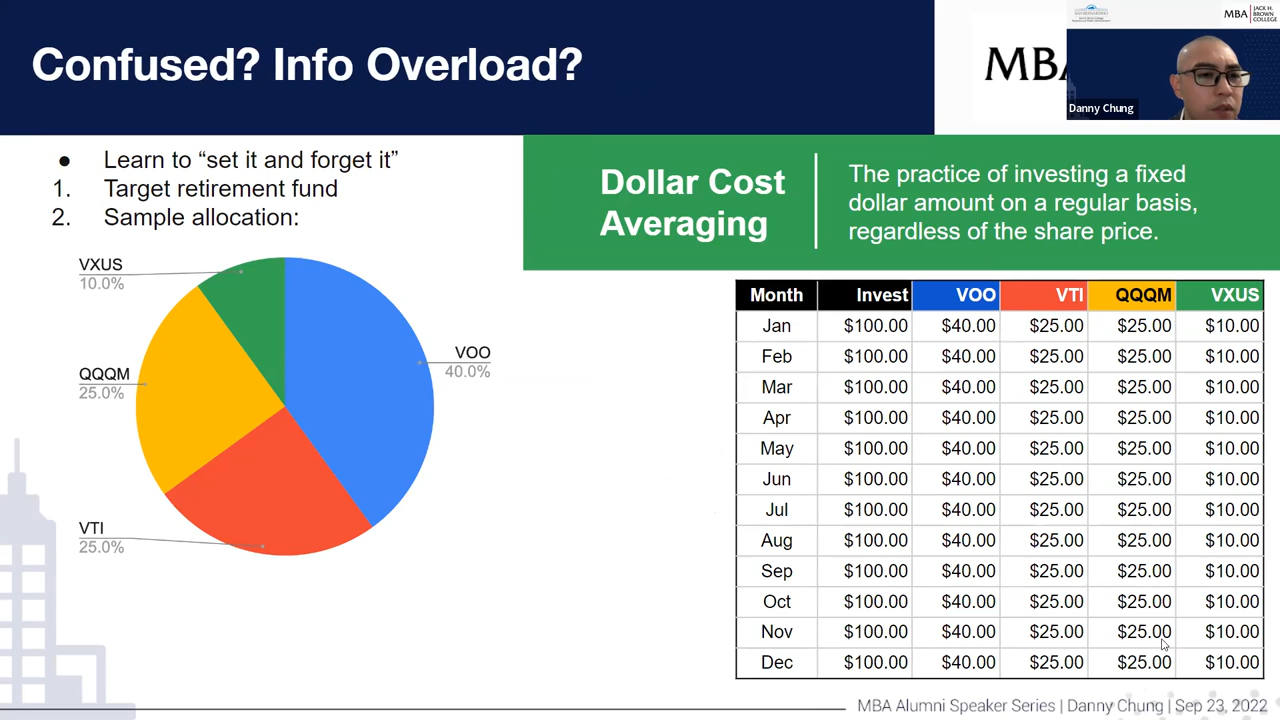 Confused? Info Overload?
MBA
MBA JACK H. BROWN COLLEGE
Danny Chung
● Learn to “set it and forget it”
1. Target retirement fund
2. Sample allocation:
Dollar Cost
Averaging
The practice of investing a fixed
dollar amount on a regular basis,
regardless of the share price.
VXUS
10.0%
VOO
40.0%
QQQM
25.0%
VTI
25.0%
Month Invest VOO VTI QQQM VXUS
Jan $100.00 $40.00 $25.00 $25.00 $10.00
Feb $100.00 $40.00 $25.00 $25.00 $10.00
Mar $100.00 $40.00 $25.00 $25.00 $10.00
Apr $100.00 $40.00 $25.00 $25.00 $10.00
May $100.00 $40.00 $25.00 $25.00 $10.00
Jun $100.00 $40.00 $25.00 $25.00 $10.00
Jul $100.00 $40.00 $25.00 $25.00 $10.00
Aug $100.00 $40.00 $25.00 $25.00 $10.00
Sep $100.00 $40.00 $25.00 $25.00 $10.00
Oct $100.00 $40.00 $25.00 $25.00 $10.00
Nov $100.00 $40.00 $25.00 $25.00 $10.00
Dec $100.00 $40.00 $25.00 $25.00 $10.00
MBA Alumni Speaker Series | Danny Chung | Sep 23, 2022